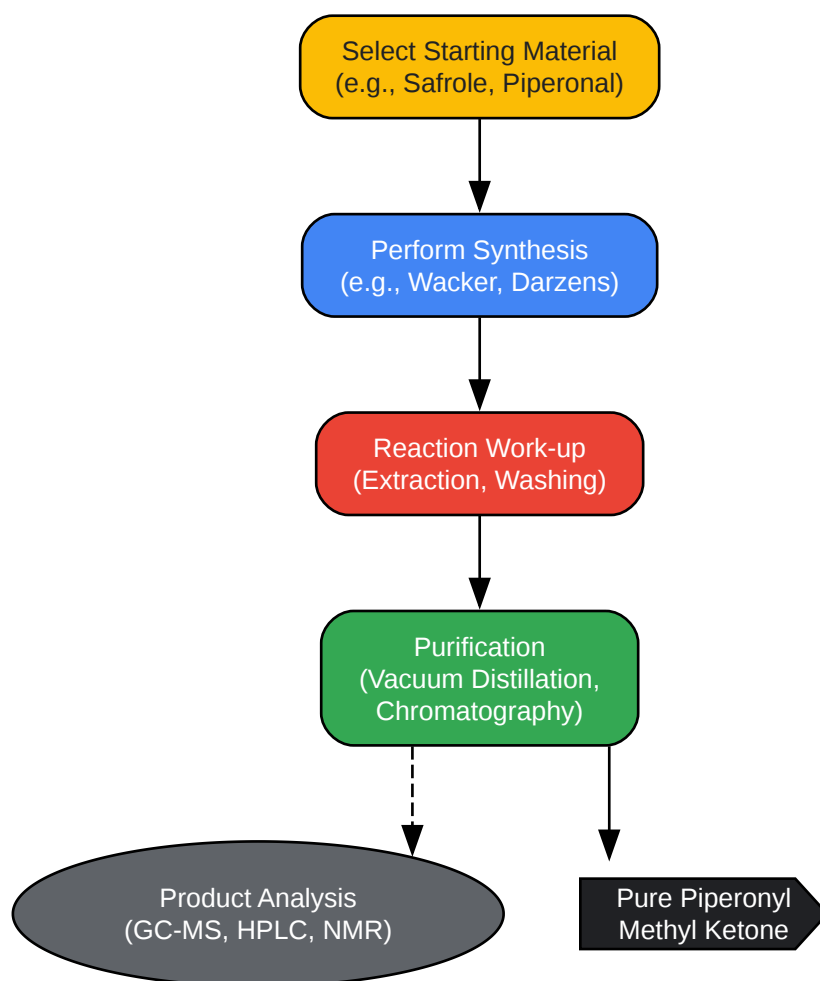 Select Starting Material
(e.g., Safrole, Piperonal)
Perform Synthesis
(e.g., Wacker, Darzens)
Reaction Work-up
(Extraction, Washing)
Purification
(Vacuum Distillation,
Chromatography)
Product Analysis
(GC-MS, HPLC, NMR)
Pure Piperonyl
Methyl Ketone